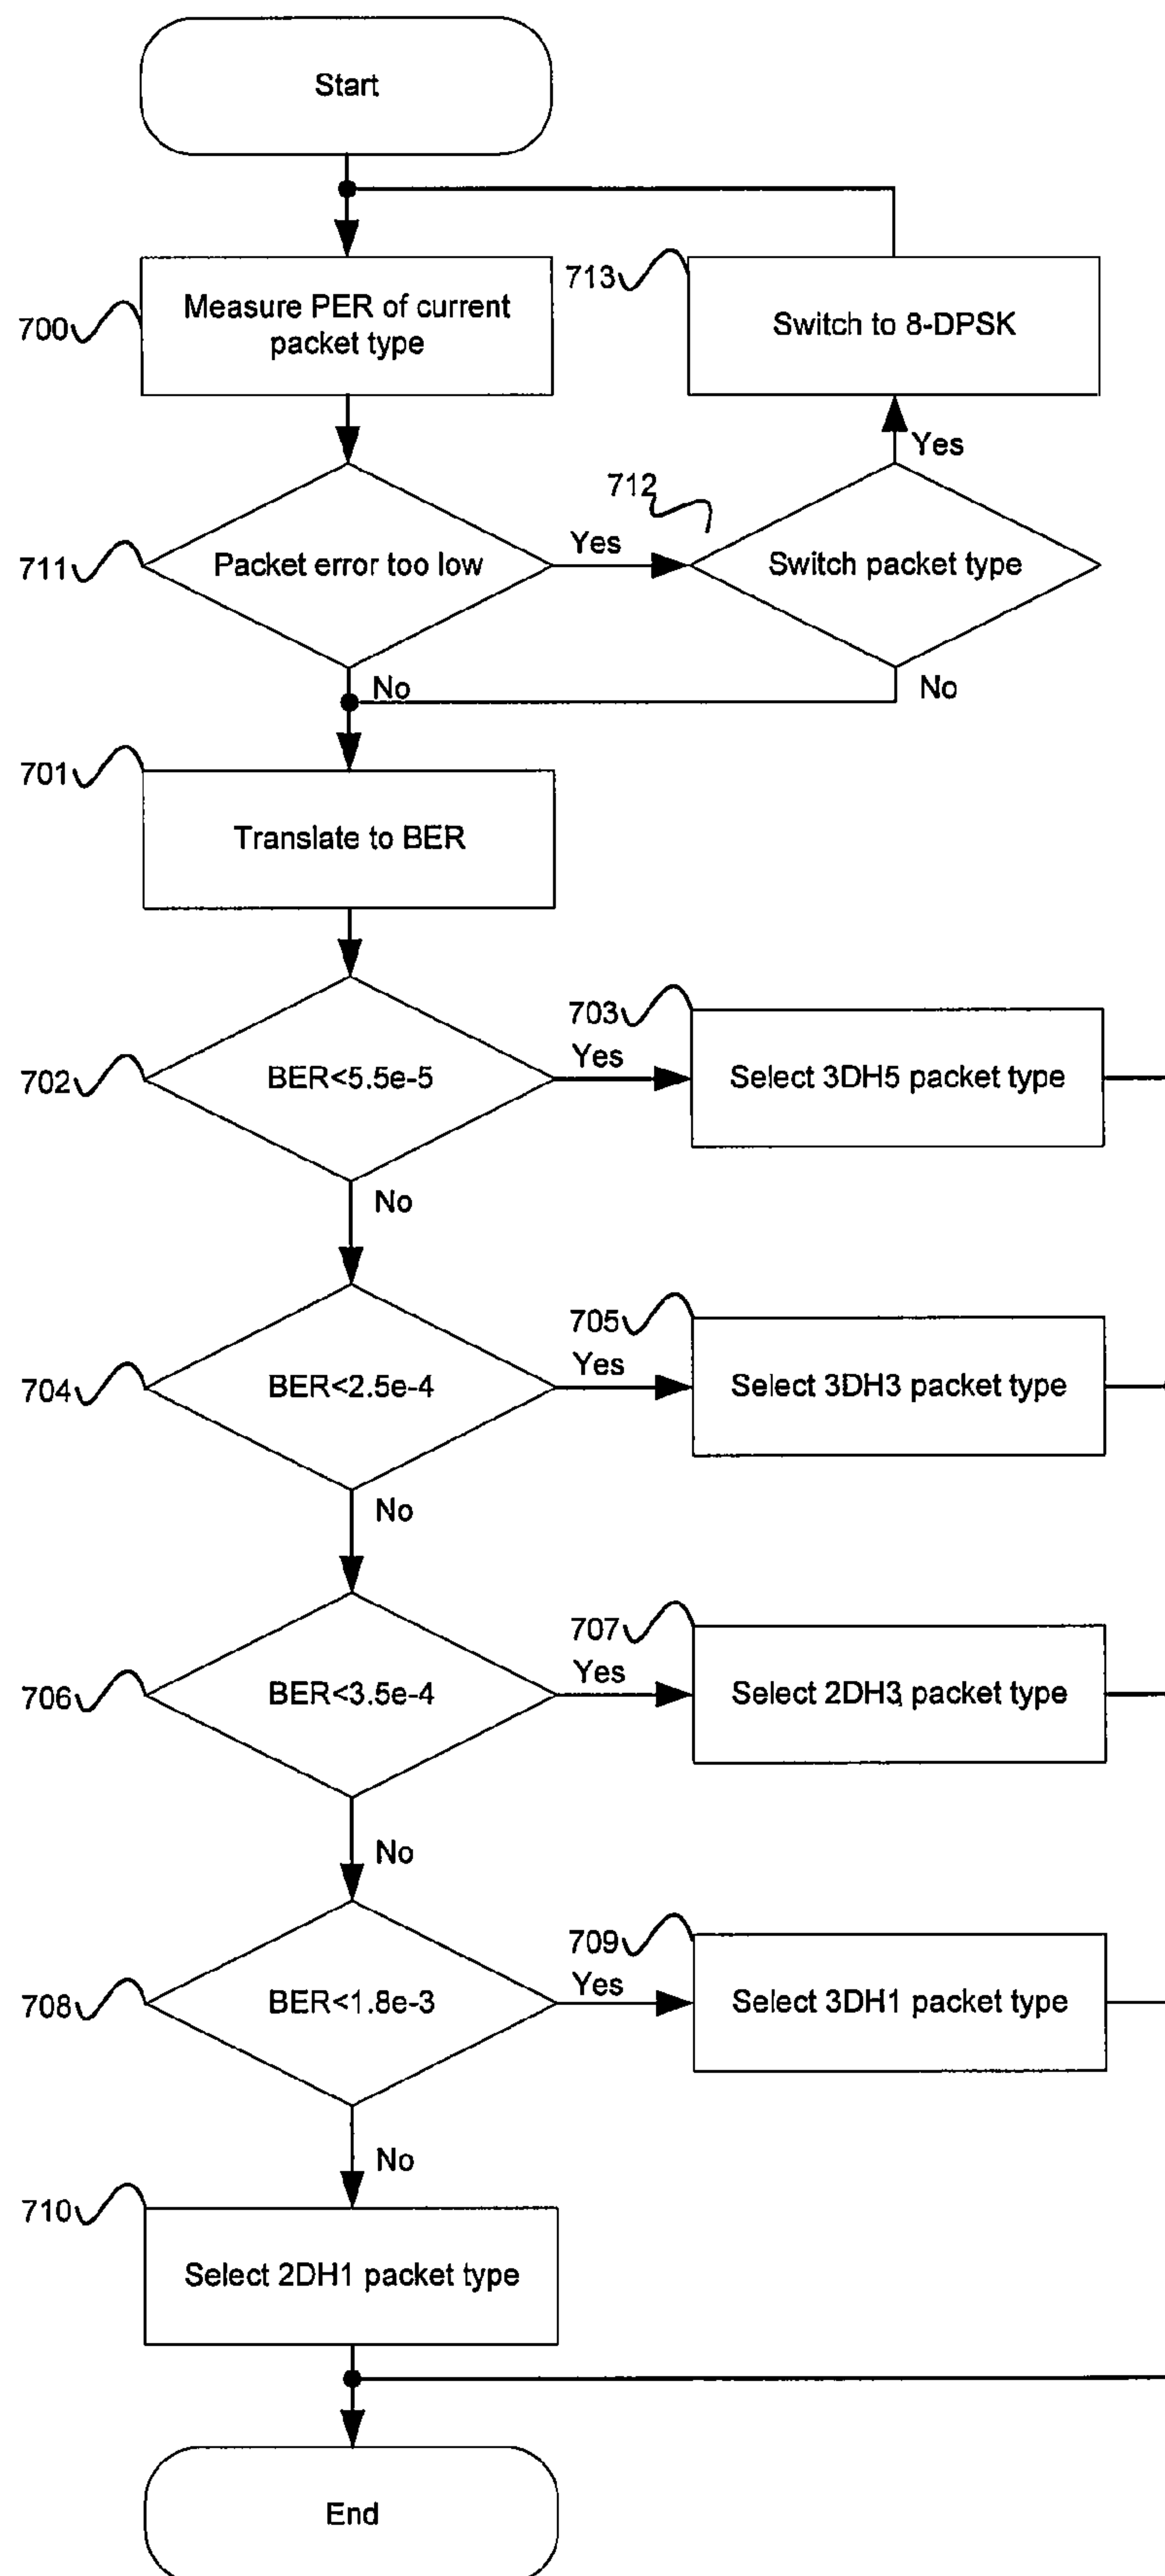 Start
713
Measure PER of current
packet type
Switch to 8-DPSK
700
Yes
712
Yes
711
Packet error too low
Switch packet type
No
No
701
Translate to BER
703
Yes
702
BER<5.5e-5
Select 3DH5 packet type
No
705
Yes
704
BER<2.5e-4
Select 3DH3 packet type
No
707
Yes
706
BER<3.5e-4
Select 2DH3 packet type
No
709
Yes
708
BER<1.8e-3
Select 3DH1 packet type
No
710
Select 2DH1 packet type
End